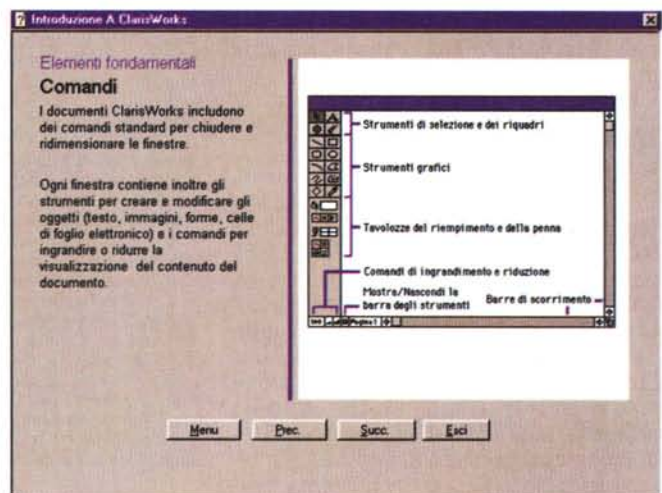 Introduzione A ClarisWorks
Elementi fondamentali
Comandi
I documenti ClarisWorks includono
dei comandi standard per chiudere e
ridimensionare le finestre.
Ogni finestra contiene inoltre gli
strumenti per creare e modificare gli
oggetti (testo, immagini, forme, celle
di foglio elettronico) e i comandi per
ingrandire o ridurre la
visualizzazione del contenuto del
documento.
Strumenti di selezione e dei riquadri
Strumenti grafici
Tavolozze del riempimento e della penna
Comandi di ingrandimento e riduzione
Mostra/Nascondi la
barra degli strumenti
Barre di scorrimento
Pagina 1
Menu
Prec.
Succ.
Esci